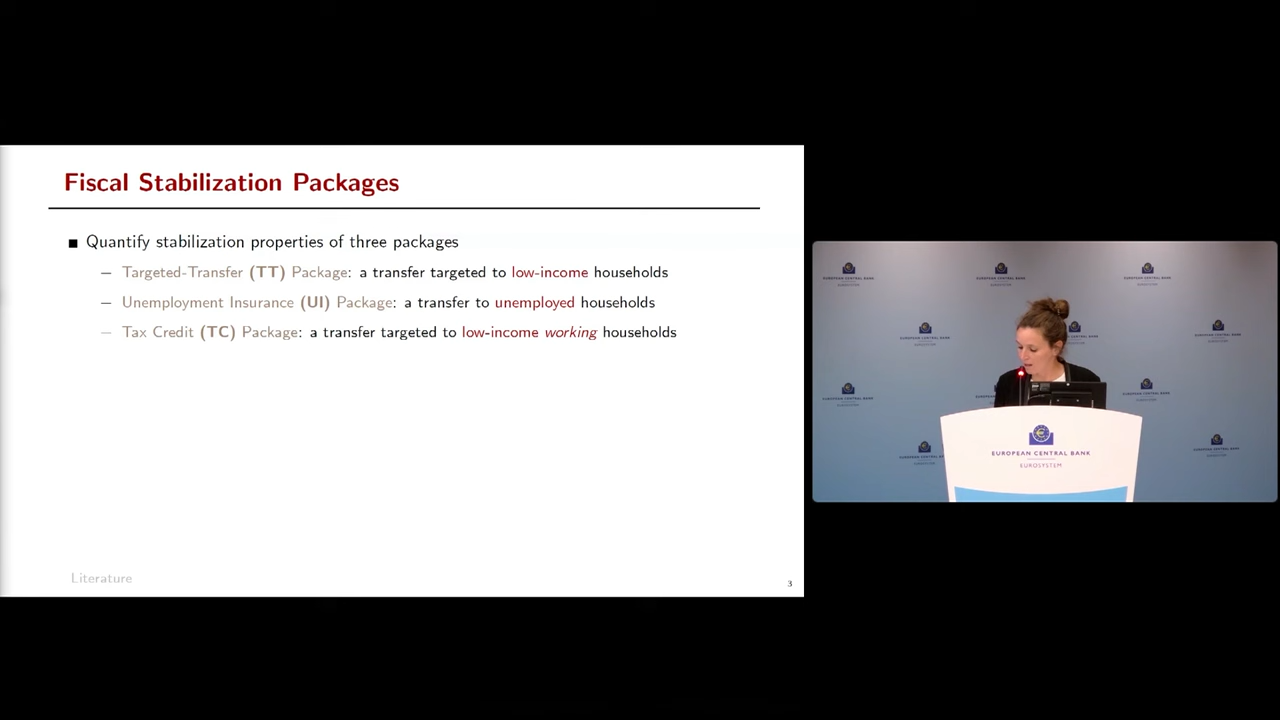 Fiscal Stabilization Packages
■ Quantify stabilization properties of three packages
– Targeted-Transfer (TT) Package: a transfer targeted to low-income households
– Unemployment Insurance (UI) Package: a transfer to unemployed households
– Tax Credit (TC) Package: a transfer targeted to low-income working households
Literature
3
EUROPEAN CENTRAL BANK
EUROSYSTEM